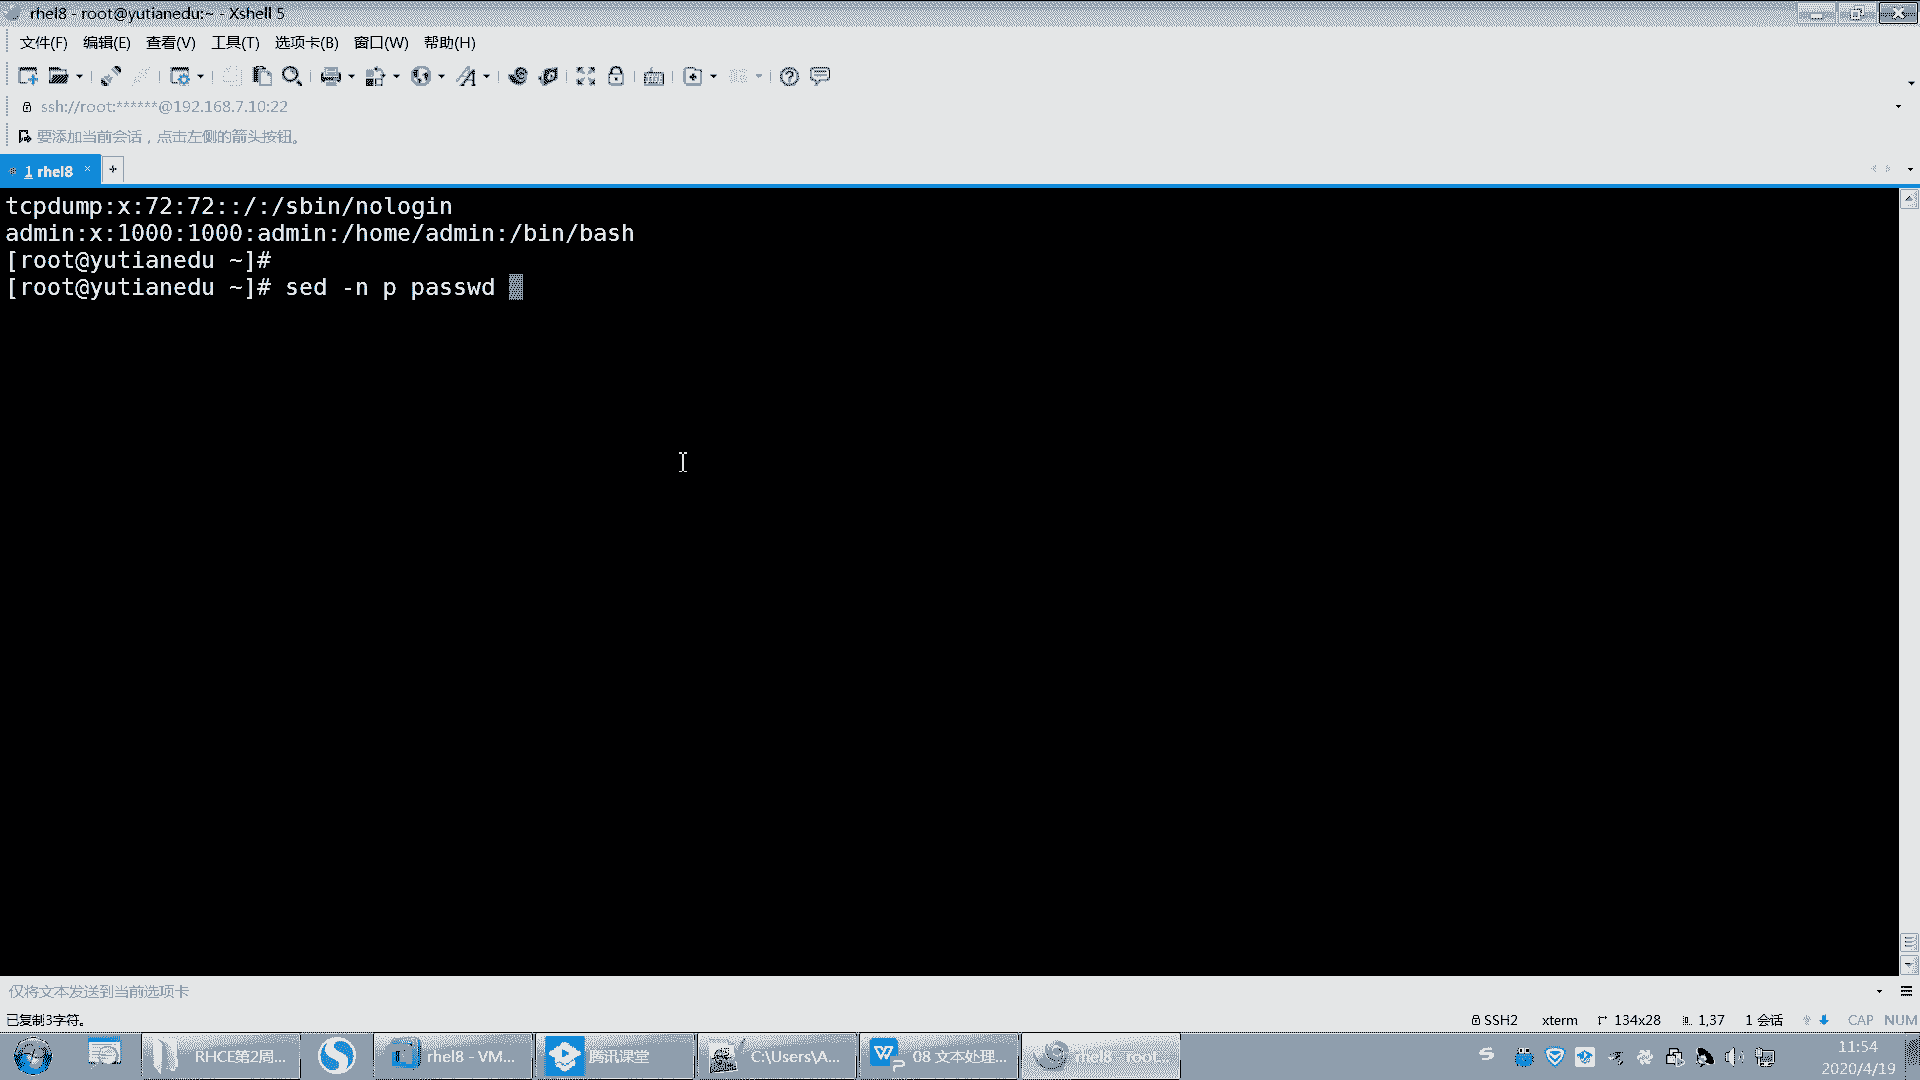 rhel8 - root@yutianedu:~ - Xshell 5
文件(F) 编辑(E) 查看(V) 工具(T) 选项卡(B) 窗口(W) 帮助(H)
ssh://root:******@192.168.7.10:22
要添加当前会话，点击左侧的箭头按钮。
1 rhel8
tcpdump:x:72:72::/:/sbin/nologin
admin:x:1000:1000:admin:/home/admin:/bin/bash
[root@yutianedu ~]#
[root@yutianedu ~]# sed -n p passwd
仅将文本发送到当前选项卡
已复制3字符。
SSH2 xterm 134x28 1,37 1 会话 CAP NUM
RHCE第2周... rhel8 - VM... 腾讯课堂 C:\Users\A... 08 文本处理... rhel8 - root...
11:54
2020/4/19